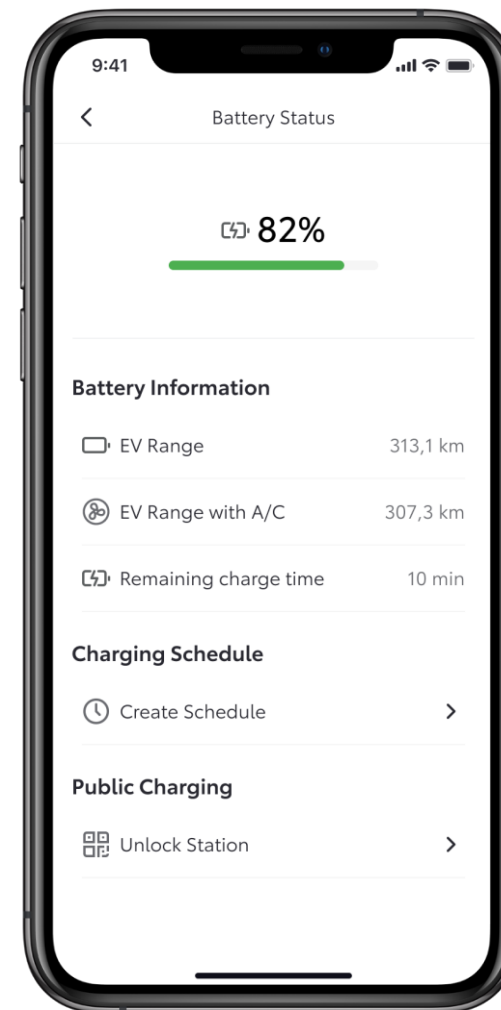 9:41
Battery Status
82%
Battery Information
EV Range 313,1 km
EV Range with A/C 307,3 km
Remaining charge time 10 min
Charging Schedule
Create Schedule
Public Charging
Unlock Station